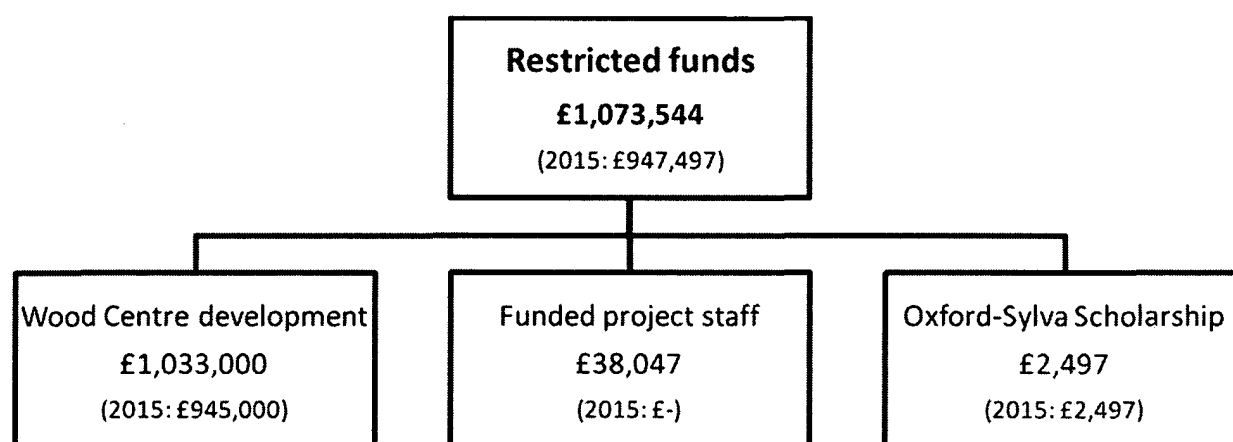 Restricted funds
£1,073,544
(2015: £947,497)
Wood Centre development
£1,033,000
(2015: £945,000)
Funded project staff
£38,047
(2015: £-)
Oxford-Sylva Scholarship
£2,497
(2015: £2,497)